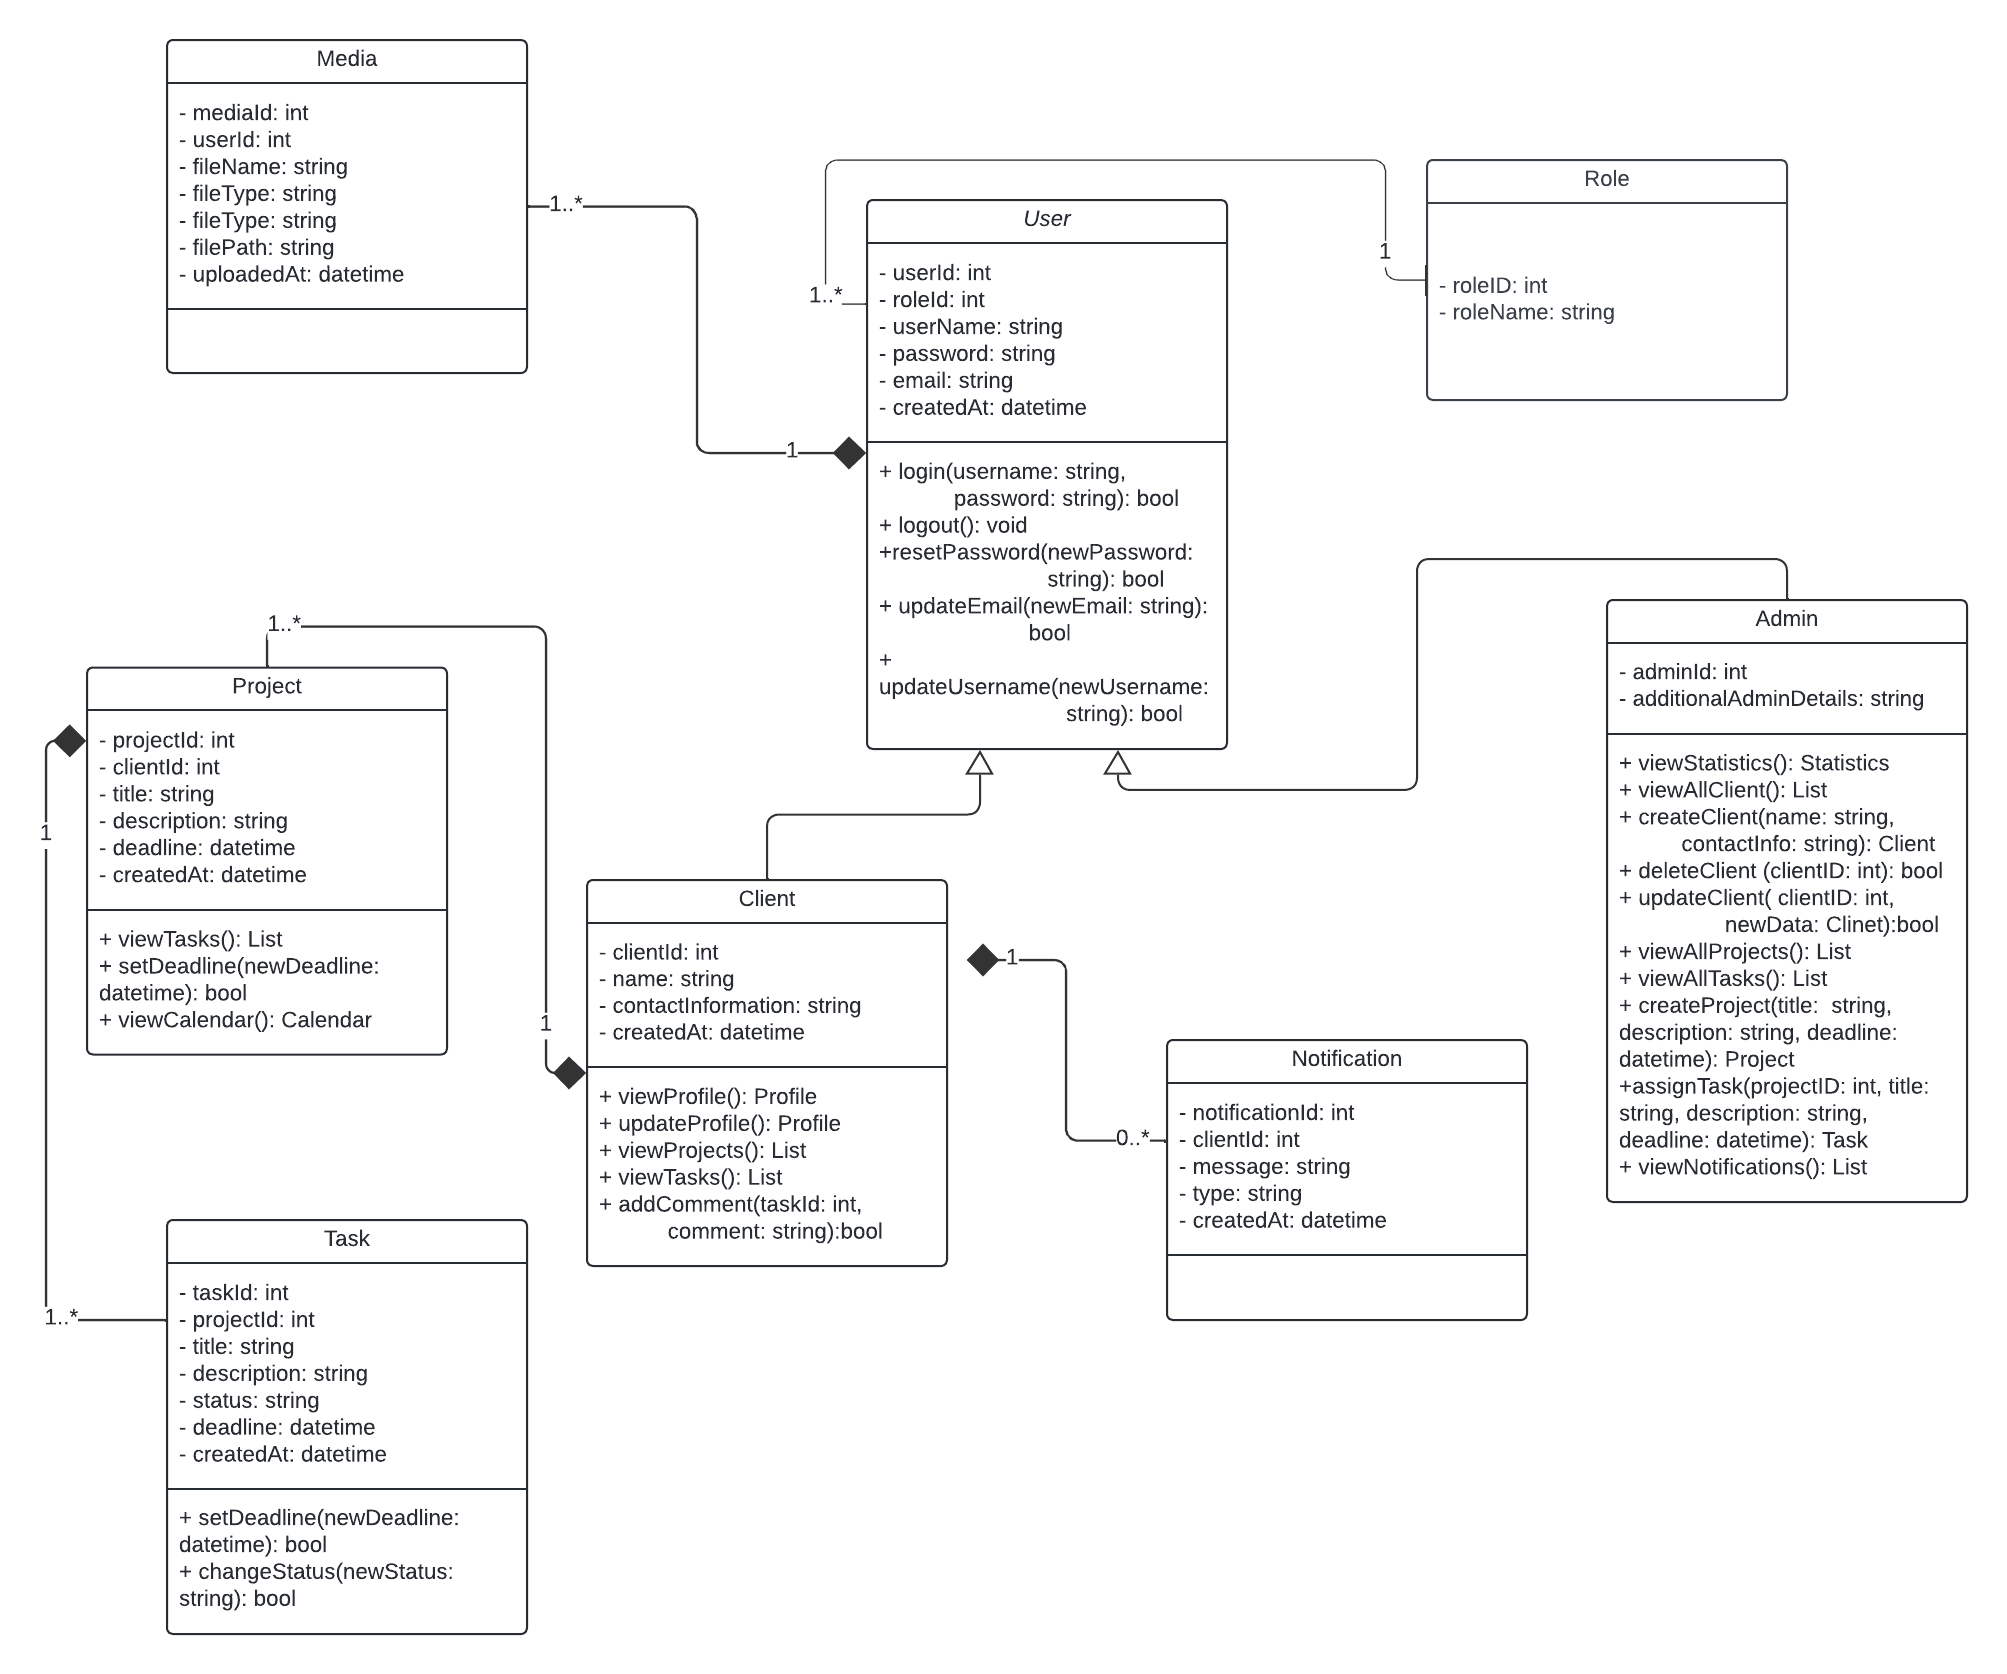 Media
- mediaId: int
- userId: int
- fileName: string
- fileType: string
- fileType: string
- filePath: string
- uploadedAt: datetime
1..*
1
1..*
1
User
- userId: int
- roleId: int
- userName: string
- password: string
- email: string
- createdAt: datetime
+ login(username: string,
password: string): bool
+ logout(): void
+resetPassword(newPassword:
string): bool
+ updateEmail(newEmail: string):
bool
+
updateUsername(newUsername:
string): bool
Role
- roleID: int
- roleName: string
Admin
- adminId: int
- additionalAdminDetails: string
+ viewStatistics(): Statistics
+ viewAllClient(): List
+ createClient(name: string,
contactInfo: string): Client
+ deleteClient (clientID: int): bool
+ updateClient( clientID: int,
newData: Clinet):bool
+ viewAllProjects(): List
+ viewAllTasks(): List
+ createProject(title:  string,
description: string, deadline:
datetime): Project
+assignTask(projectID: int, title:
string, description: string,
deadline: datetime): Task
+ viewNotifications(): List
1..*
1
Project
- projectId: int
- clientId: int
- title: string
- description: string
- deadline: datetime
- createdAt: datetime
+ viewTasks(): List
+ setDeadline(newDeadline:
datetime): bool
+ viewCalendar(): Calendar
1
1..*
Client
- clientId: int
- name: string
- contactInformation: string
- createdAt: datetime
+ viewProfile(): Profile
+ updateProfile(): Profile
+ viewProjects(): List
+ viewTasks(): List
+ addComment(taskId: int,
comment: string):bool
1
0..*
Notification
- notificationId: int
- clientId: int
- message: string
- type: string
- createdAt: datetime
Task
- taskId: int
- projectId: int
- title: string
- description: string
- status: string
- deadline: datetime
- createdAt: datetime
+ setDeadline(newDeadline:
datetime): bool
+ changeStatus(newStatus:
string): bool